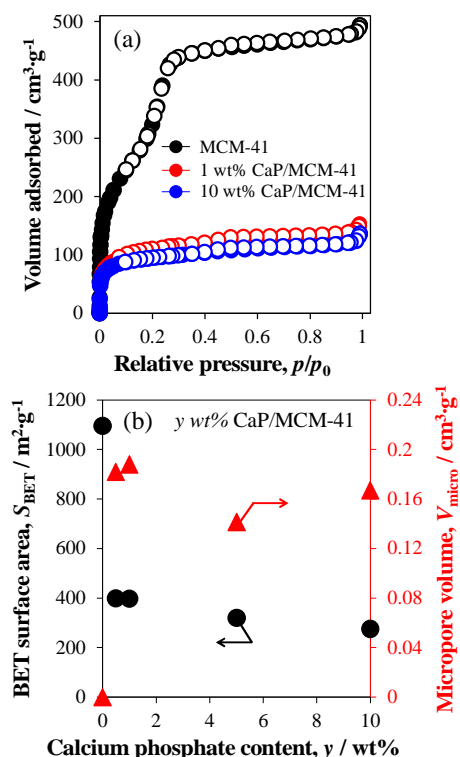 (a)
Volume adsorbed / cm³·g⁻¹
500
400
300
200
100
0
MCM-41
1 wt% CaP/MCM-41
10 wt% CaP/MCM-41
0 0.2 0.4 0.6 0.8 1
Relative pressure, p/p₀
(b) y wt% CaP/MCM-41
BET surface area, S_BET / m²·g⁻¹
1200
1000
800
600
400
200
0
0.24
0.2
0.16
0.12
0.08
0.04
0
Micropore volume, V_micro / cm³·g⁻¹
0 2 4 6 8 10
Calcium phosphate content, y / wt%